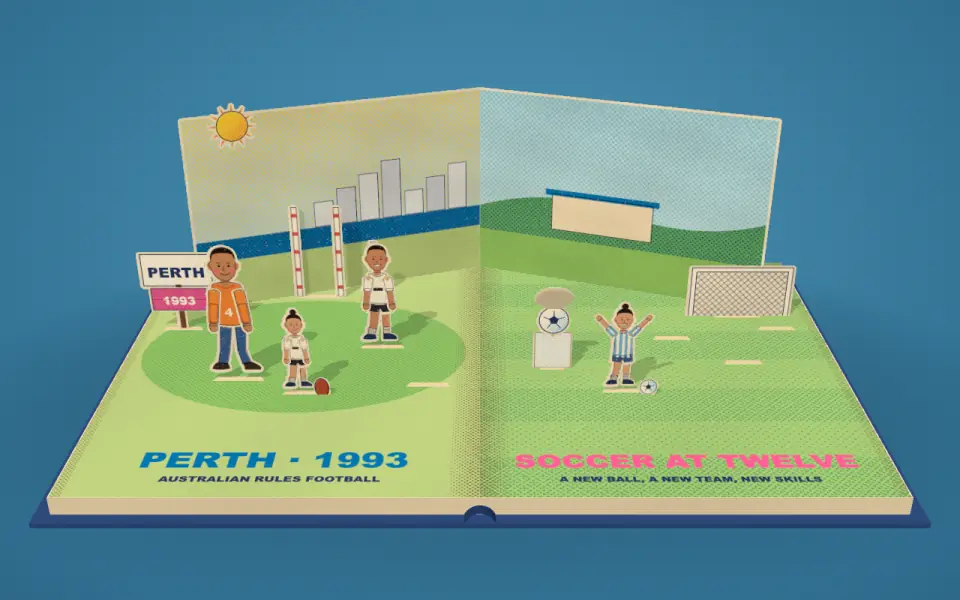 PERTH
1993
4
PERTH · 1993
AUSTRALIAN RULES FOOTBALL
SOCCER AT TWELVE
A NEW BALL, A NEW TEAM, NEW SKILLS